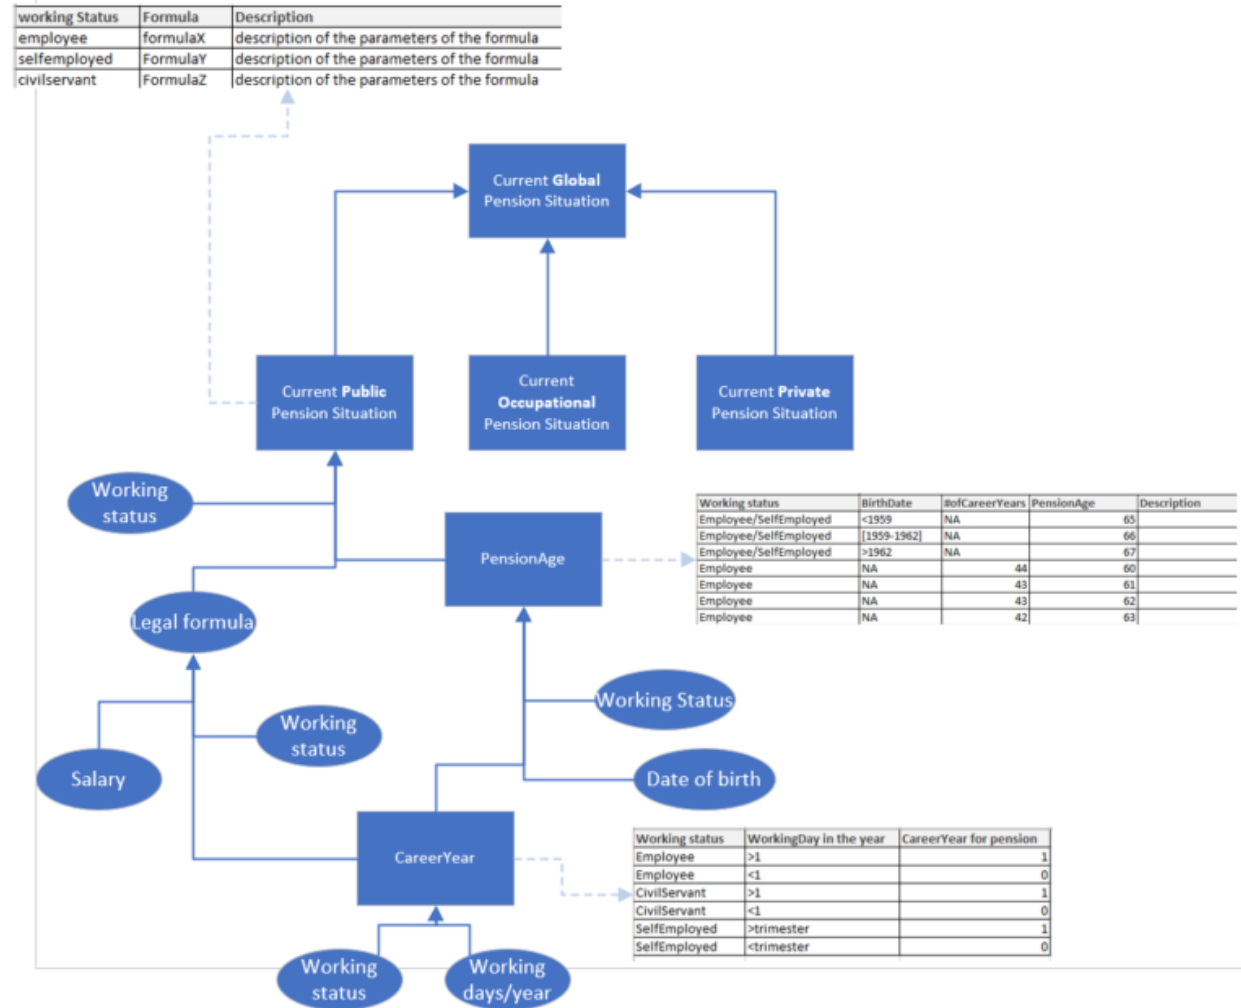 working Status Formula Description
employee formulaX description of the parameters of the formula
selfemployed FormulaY description of the parameters of the formula
civilservant FormulaZ description of the parameters of the formula
Current Global
Pension Situation
Current Public
Pension Situation
Current
Occupational
Pension Situation
Current Private
Pension Situation
Working
status
Working status BirthDate #ofCareerYears PensionAge Description
Employee/SelfEmployed <1959 NA 65
Employee/SelfEmployed [1959-1962] NA 66
Employee/SelfEmployed >1962 NA 67
Employee NA 44 60
Employee NA 43 61
Employee NA 43 62
Employee NA 42 63
PensionAge
Legal formula
Working Status
Working
status
Salary
Date of birth
CareerYear
Working status WorkingDay in the year CareerYear for pension
Employee >1 1
Employee <1 0
CivilServant >1 1
CivilServant <1 0
SelfEmployed >trimester 1
SelfEmployed <trimester 0
Working
status
Working
days/year